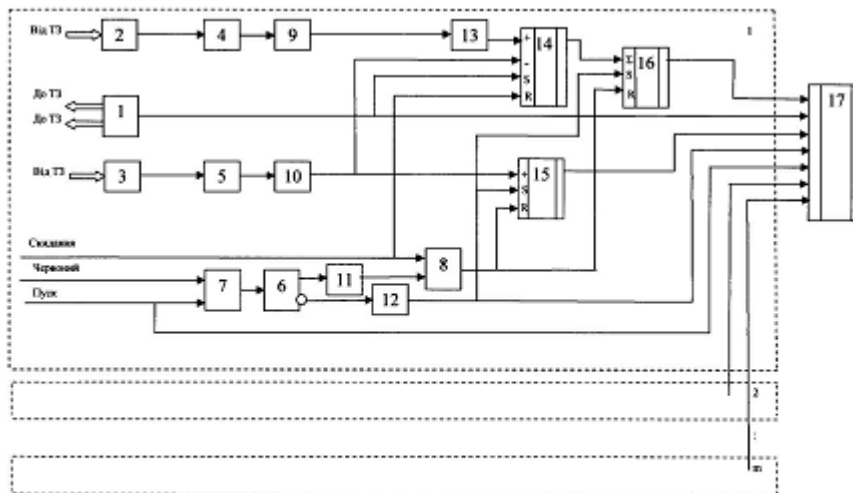 Від ТЗ
2
4
9
13
+
-
S
R
14
Σ
S
R
16
1
17
До ТЗ
До ТЗ
1
Від ТЗ
3
5
10
+
S
R
15
Скидання
Червоний
Пуск
7
6
11
12
8
2
:
m